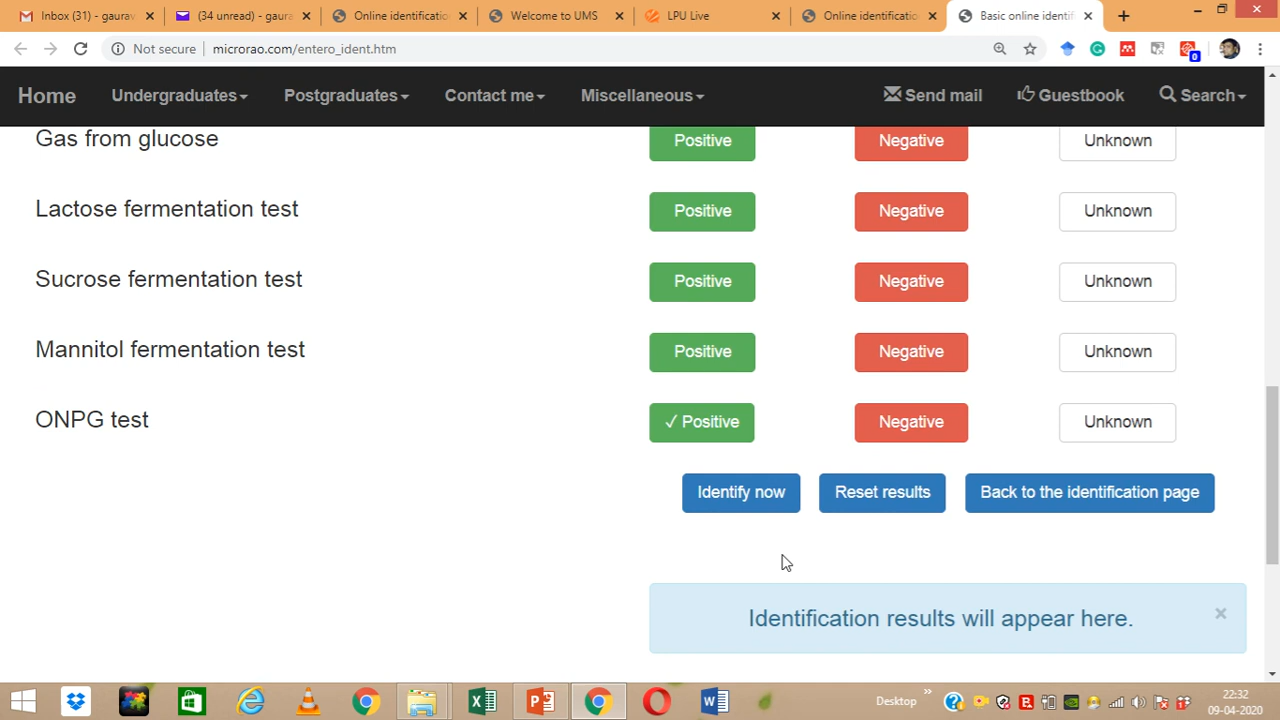 Inbox (31) - gaurav
(34 unread) - gaura
Online identificatio
Welcome to UMS
LPU Live
Online identificatio
Basic online identif
Not secure microrao.com/entero_ident.htm
0
Home Undergraduates Postgraduates Contact me Miscellaneous Send mail Guestbook Search
Gas from glucose Positive Negative Unknown
Lactose fermentation test Positive Negative Unknown
Sucrose fermentation test Positive Negative Unknown
Mannitol fermentation test Positive Negative Unknown
ONPG test ✓ Positive Negative Unknown
Identify now Reset results Back to the identification page
Identification results will appear here. ×
Desktop
22:32
09-04-2020